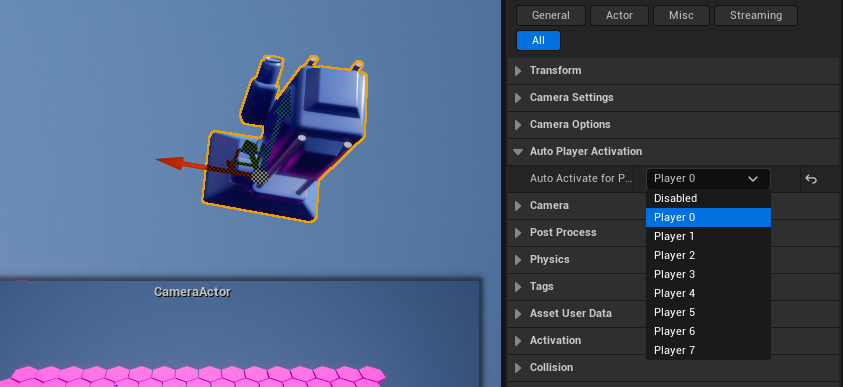 General
Actor
Misc
Streaming
All
Transform
Camera Settings
Camera Options
Auto Player Activation
Auto Activate for P...
Player 0
Disabled
Player 0
Player 1
Player 2
Player 3
Player 4
Player 5
Player 6
Player 7
Camera
Post Process
Physics
Tags
Asset User Data
Activation
Collision
CameraActor